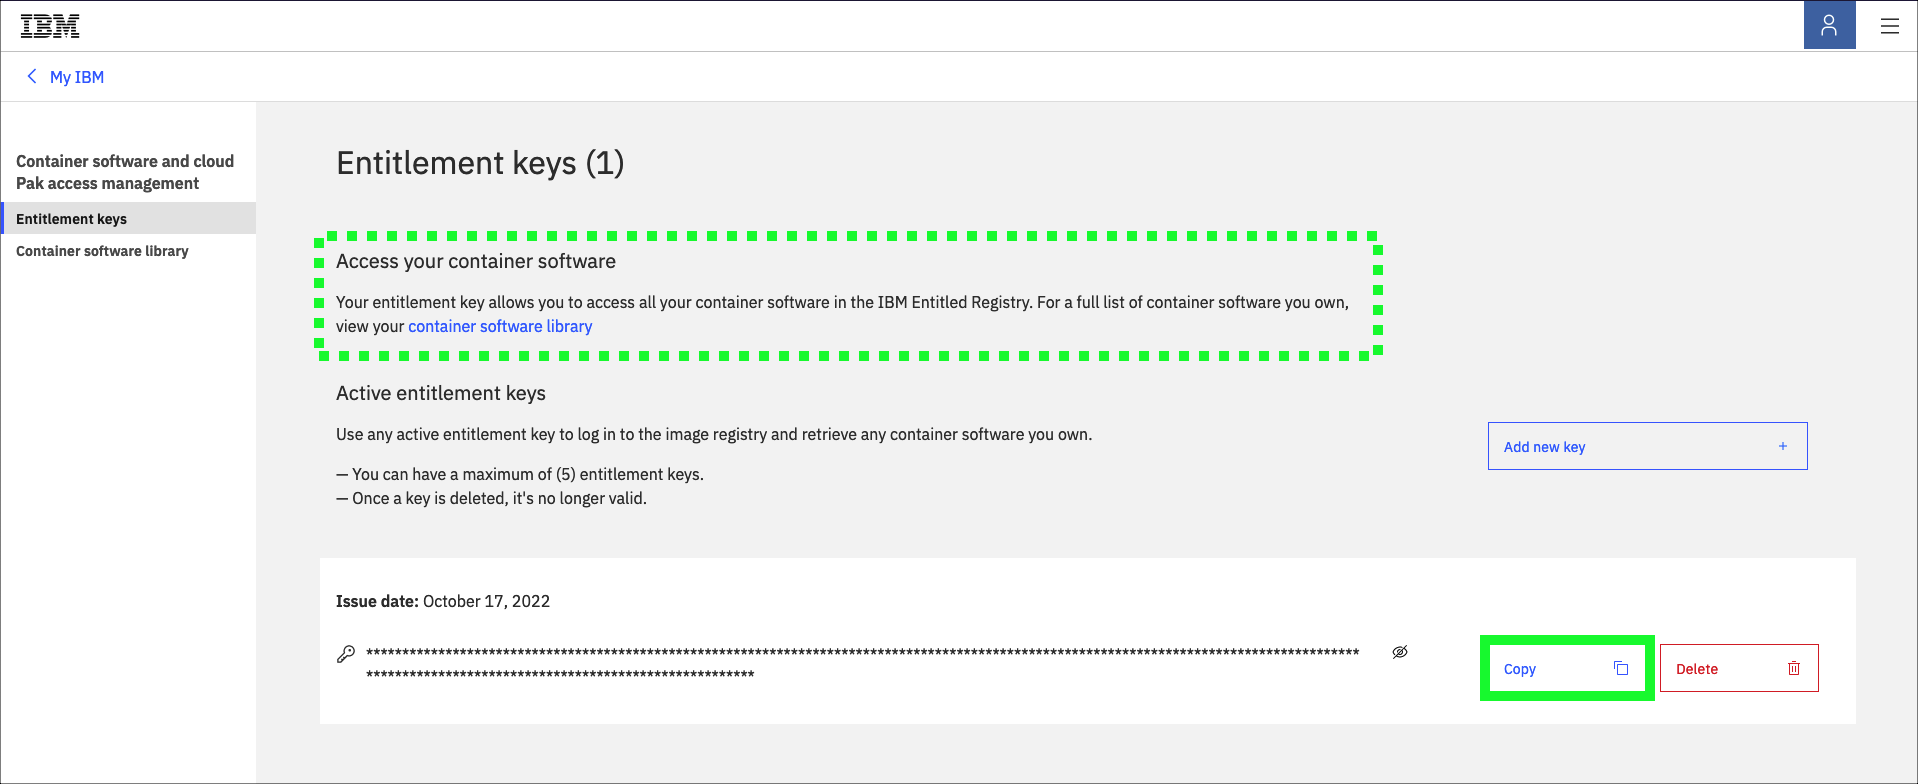 IBM
My IBM
Container software and cloud
Pak access management
Entitlement keys
Container software library
Entitlement keys (1)
Access your container software
Your entitlement key allows you to access all your container software in the IBM Entitled Registry. For a full list of container software you own,
view your container software library
Active entitlement keys
Use any active entitlement key to log in to the image registry and retrieve any container software you own.
— You can have a maximum of (5) entitlement keys.
— Once a key is deleted, it's no longer valid.
Add new key +
Issue date: October 17, 2022
******************************************************************************************************************************************
******************************************************
Copy
Delete